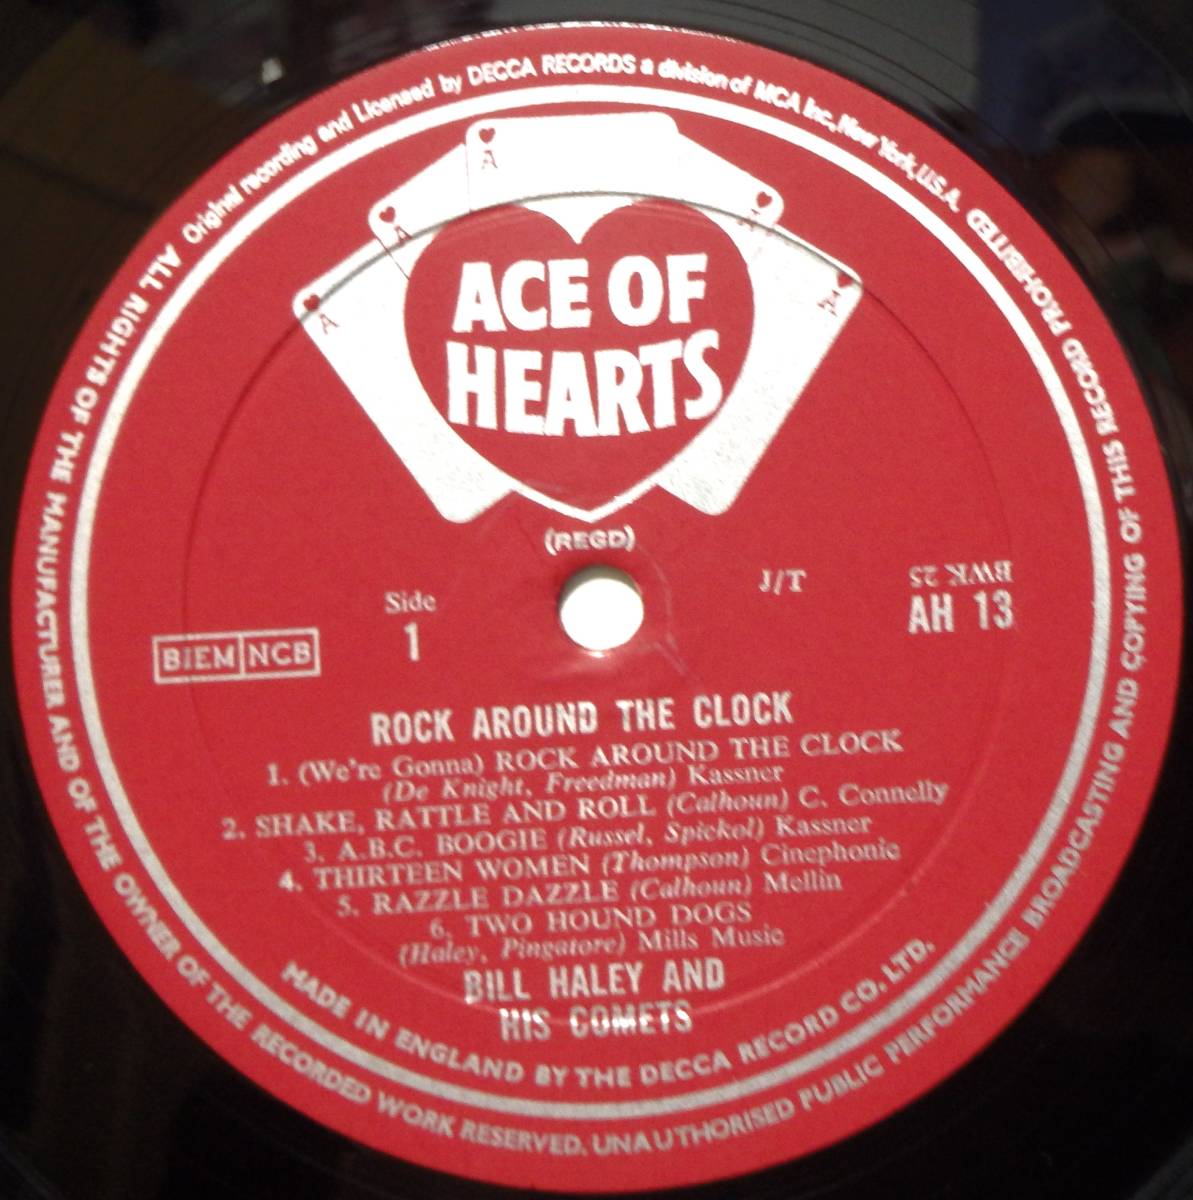 ALL RIGHTS OF THE MANUFACTURER AND OF THE OWNER OF THE RECORDED WORK RESERVED. UNAUTHORISED PUBLIC PERFORMANCE BROADCASTING AND COPYING OF THIS RECORD PROHIBITED
Original recording and Licensed by DECCA RECORDS a division of MCA Inc., New York, U.S.A.
A
A
A
A
A
ACE OF
HEARTS
(REGD)
Side
1
J/T
BWK 25
AH 13
BIEM NCB
ROCK AROUND THE CLOCK
1. (We're Gonna) ROCK AROUND THE CLOCK
(De Knight, Freedman) Kassner
2. SHAKE, RATTLE AND ROLL (Calhoun) C. Connelly
3. A.B.C. BOOGIE (Russel, Spickol) Kassner
4. THIRTEEN WOMEN (Thompson) Cinephonic
5. RAZZLE DAZZLE (Calhoun) Mellin
6. TWO HOUND DOGS
(Haley, Pingatore) Mills Music
BILL HALEY AND
HIS COMETS
MADE IN ENGLAND BY THE DECCA RECORD CO. LTD.